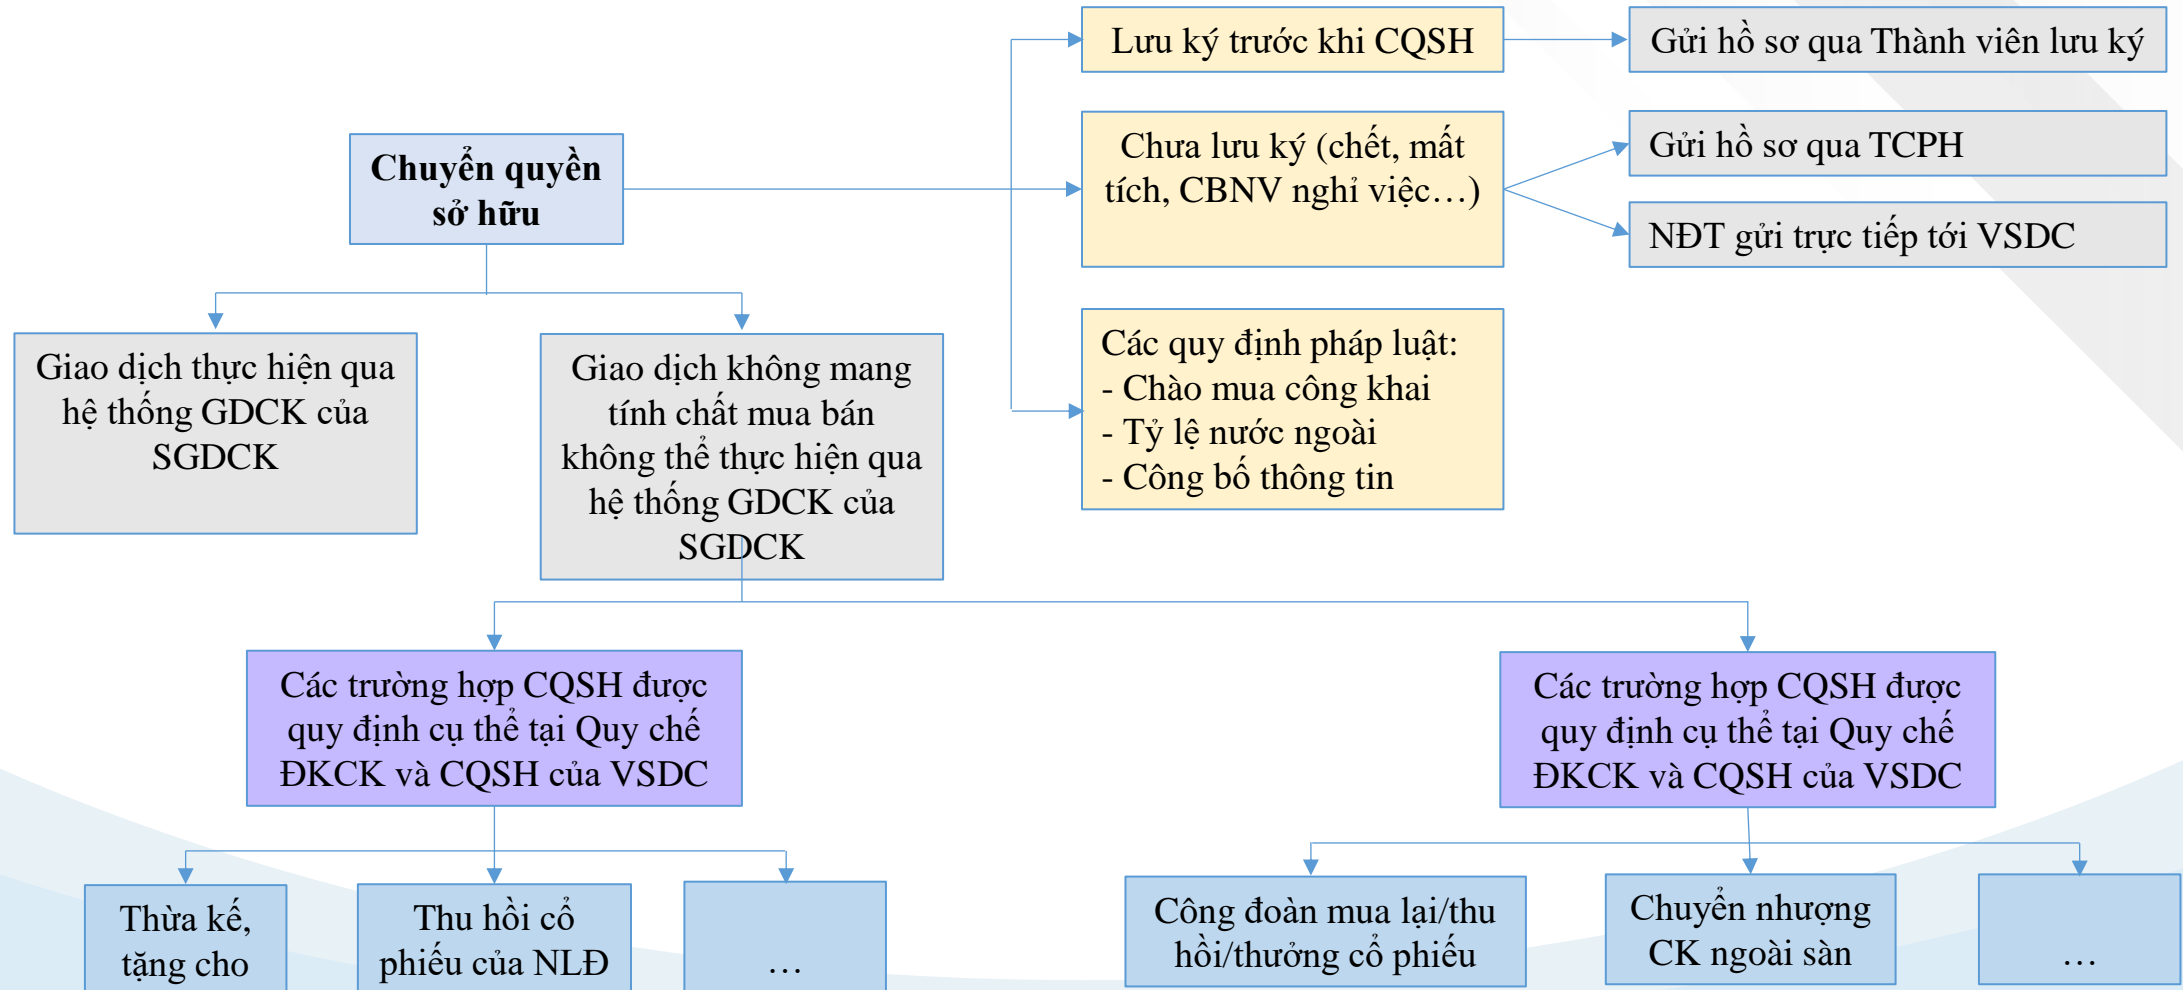 Lưu ký trước khi CQSH
Gửi hồ sơ qua Thành viên lưu ký
Chuyển quyền
sở hữu
Chưa lưu ký (chết, mất
tích, CBNV nghỉ việc…)
Gửi hồ sơ qua TCPH
NĐT gửi trực tiếp tới VSDC
Các quy định pháp luật:
- Chào mua công khai
- Tỷ lệ nước ngoài
- Công bố thông tin
Giao dịch thực hiện qua
hệ thống GDCK của
SGDCK
Giao dịch không mang
tính chất mua bán
không thể thực hiện qua
hệ thống GDCK của
SGDCK
Các trường hợp CQSH được
quy định cụ thể tại Quy chế
ĐKCK và CQSH của VSDC
Các trường hợp CQSH được
quy định cụ thể tại Quy chế
ĐKCK và CQSH của VSDC
Thừa kế,
tặng cho
Thu hồi cổ
phiếu của NLĐ
…
Công đoàn mua lại/thu
hồi/thưởng cổ phiếu
Chuyển nhượng
CK ngoài sàn
…